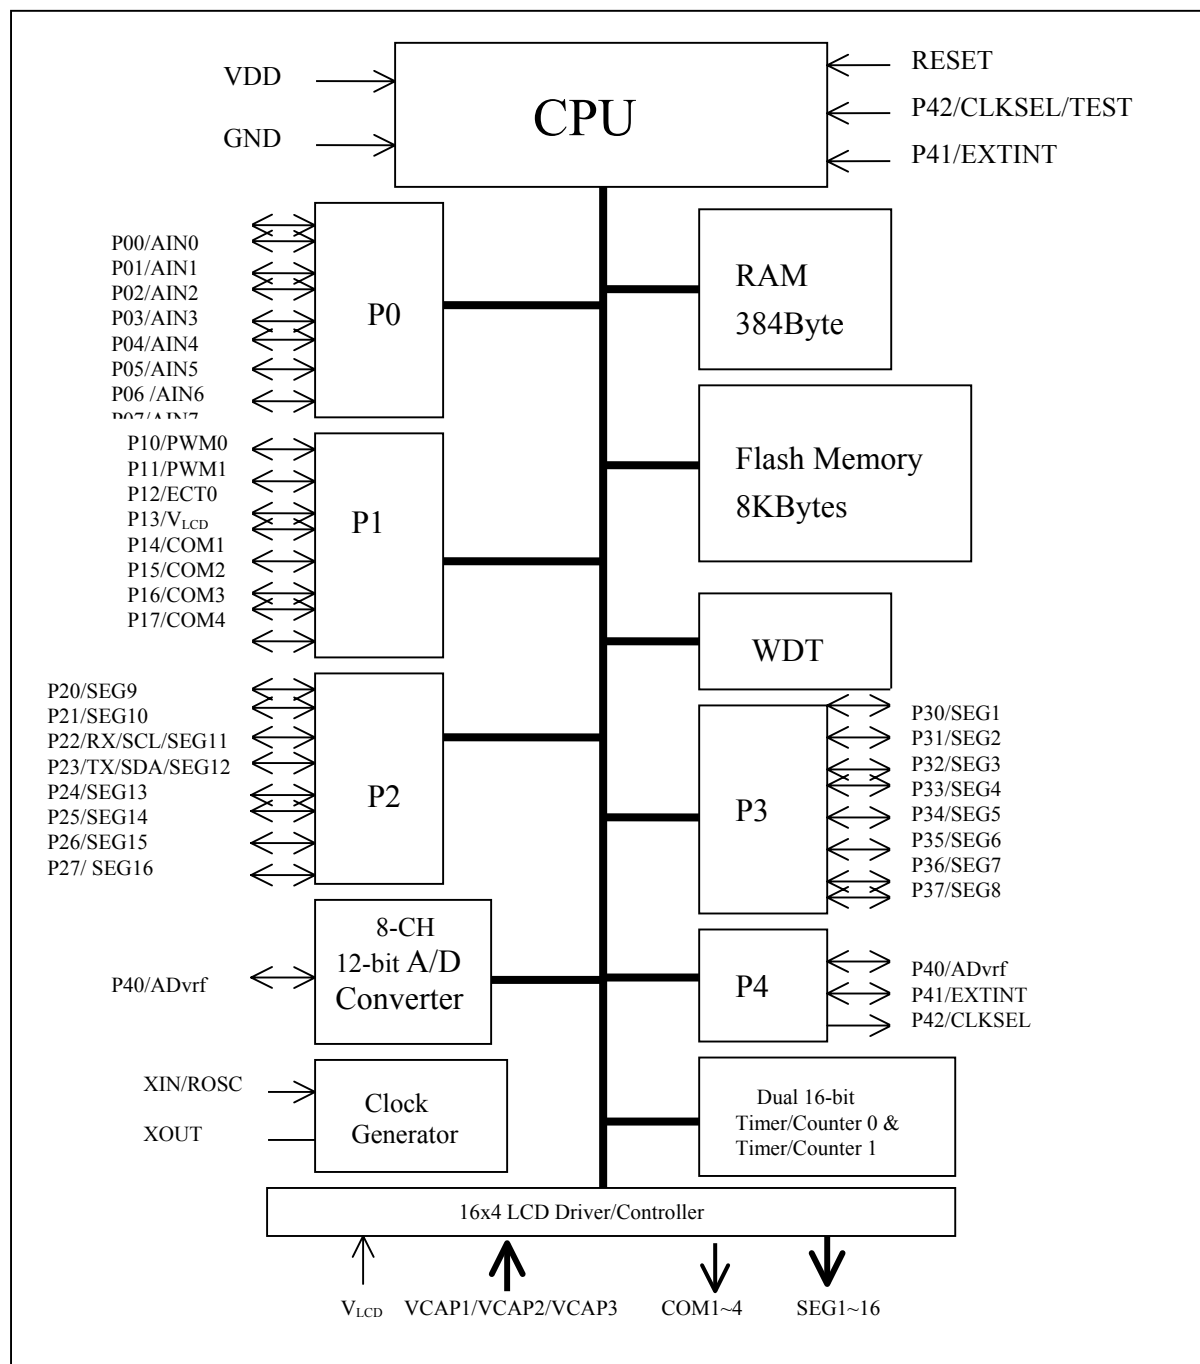 VDD
GND
CPU
RESET
P42/CLKSEL/TEST
P41/EXTINT
P00/AIN0
P01/AIN1
P02/AIN2
P03/AIN3
P04/AIN4
P05/AIN5
P06 /AIN6
P07/AIN7
P0
RAM
384Byte
P10/PWM0
P11/PWM1
P12/ECT0
P13/VLCD
P14/COM1
P15/COM2
P16/COM3
P17/COM4
P1
Flash Memory
8KBytes
WDT
P20/SEG9
P21/SEG10
P22/RX/SCL/SEG11
P23/TX/SDA/SEG12
P24/SEG13
P25/SEG14
P26/SEG15
P27/ SEG16
P2
P3
P30/SEG1
P31/SEG2
P32/SEG3
P33/SEG4
P34/SEG5
P35/SEG6
P36/SEG7
P37/SEG8
P40/ADvrf
8-CH
12-bit A/D
Converter
P4
P40/ADvrf
P41/EXTINT
P42/CLKSEL
XIN/ROSC
XOUT
Clock
Generator
Dual 16-bit
Timer/Counter 0 &
Timer/Counter 1
16x4 LCD Driver/Controller
VLCD
VCAP1/VCAP2/VCAP3
COM1~4
SEG1~16